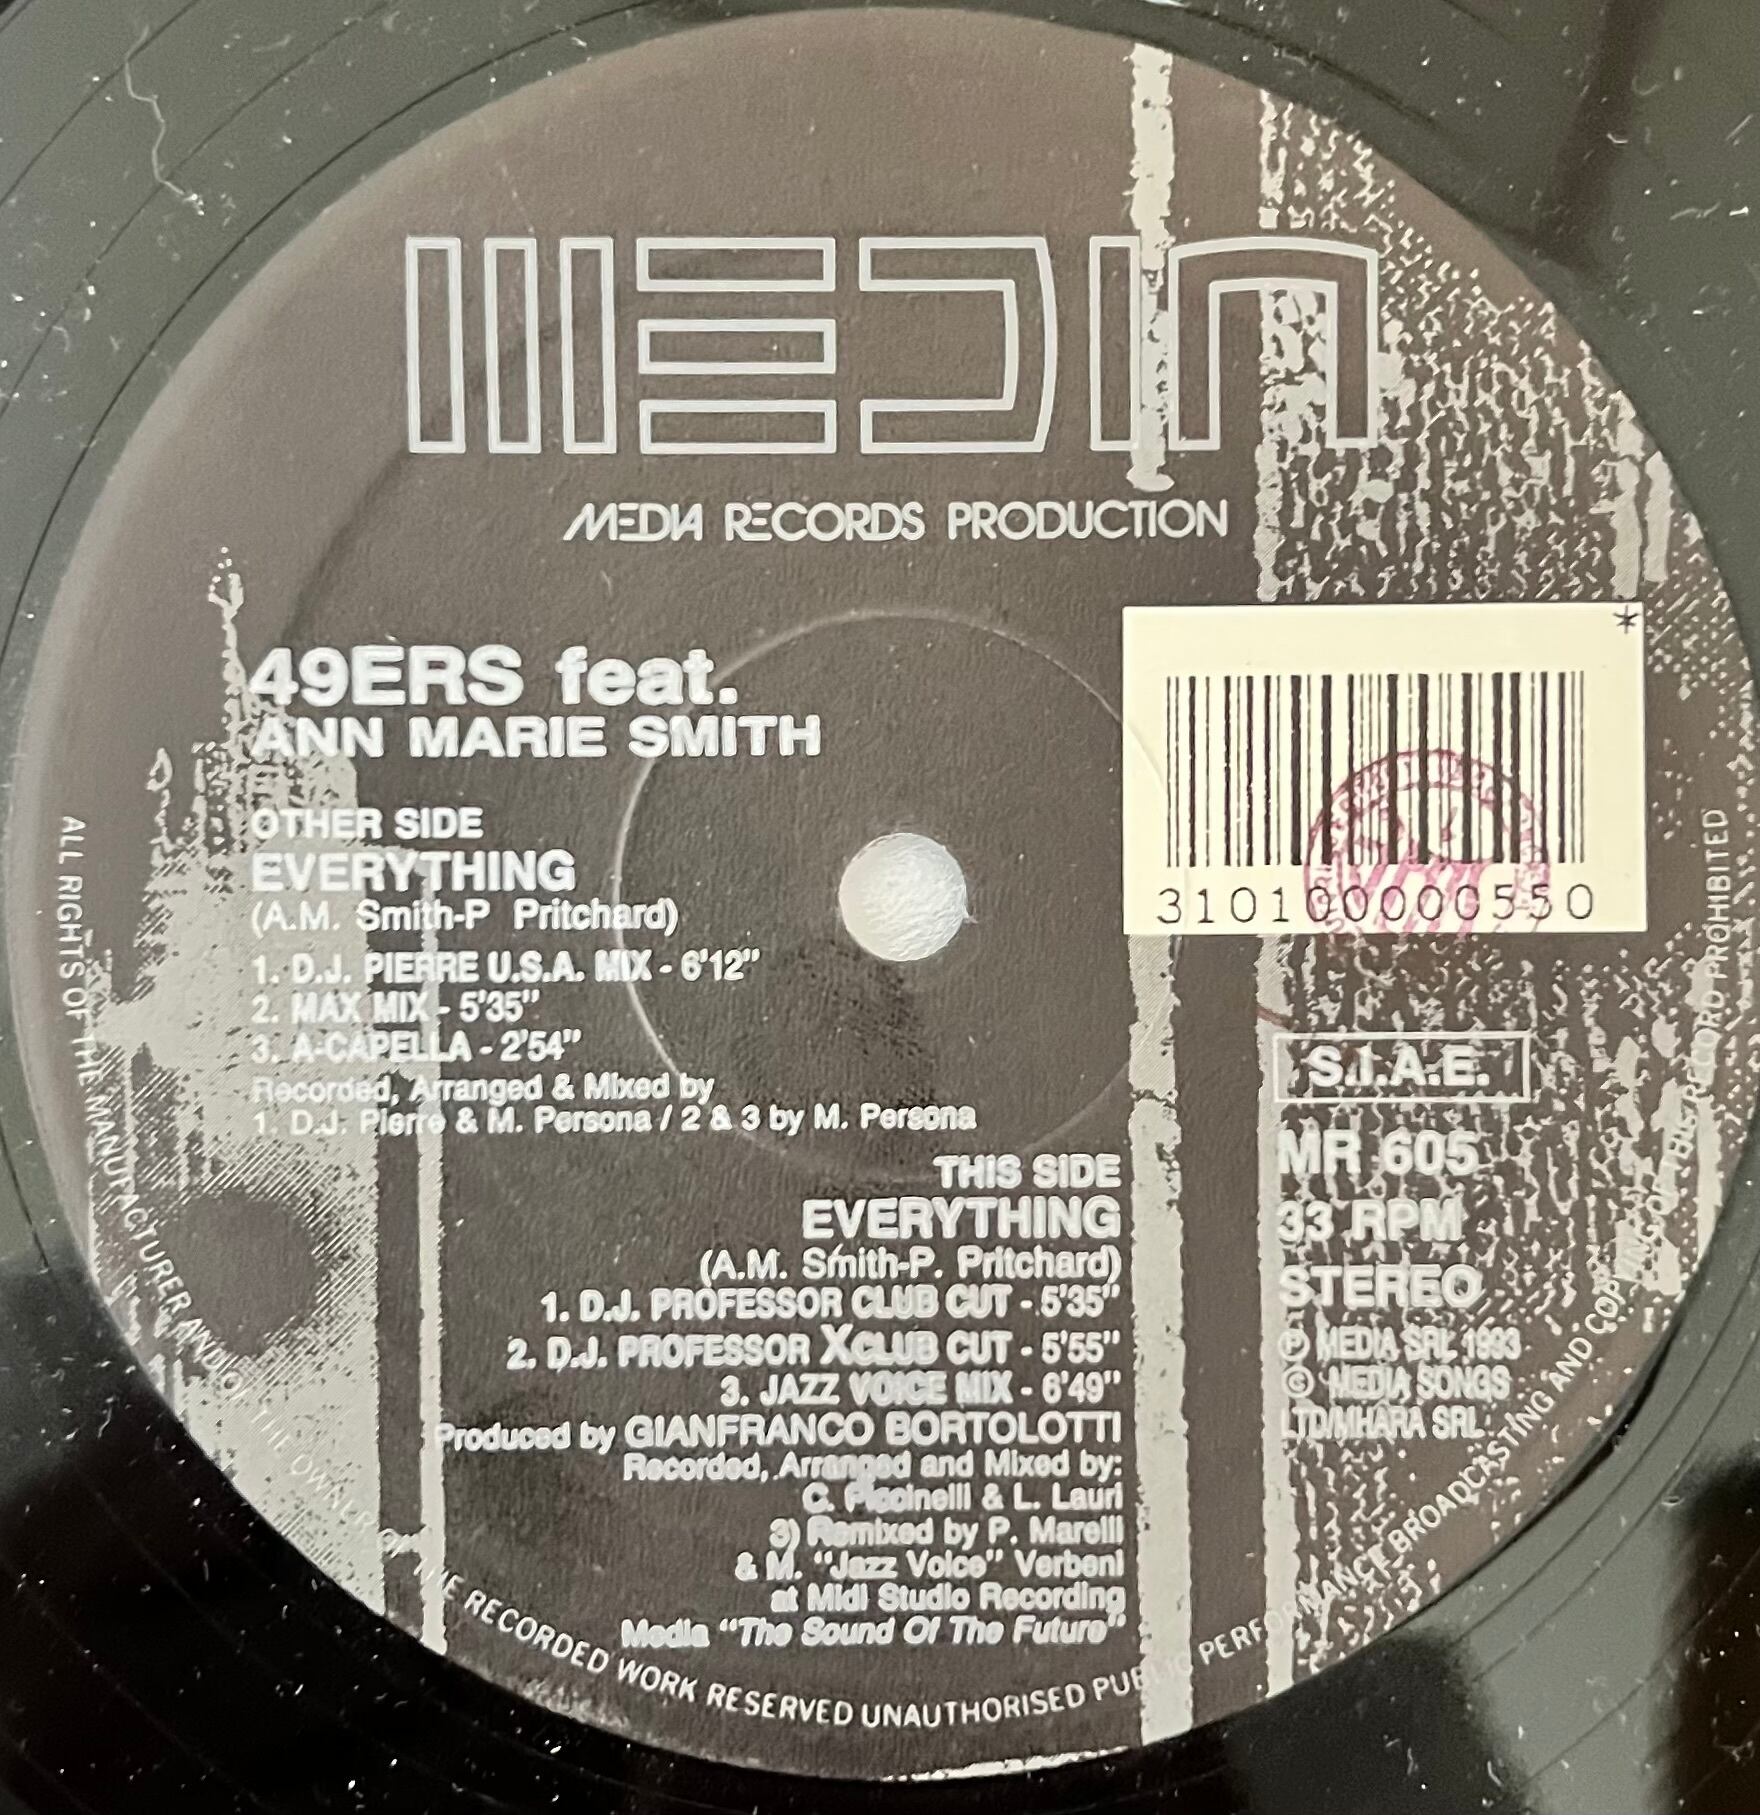 MEDIA
MEDIA RECORDS PRODUCTION
49ERS feat.
ANN MARIE SMITH
OTHER SIDE
EVERYTHING
(A.M. Smith-P Pritchard)
1. D.J. PIERRE U.S.A. MIX - 6'12"
2. MAX MIX - 5'35"
3. A-CAPELLA - 2'54"
Recorded, Arranged & Mixed by
1. D.J. Pierre & M. Persona / 2 & 3 by M. Persona
THIS SIDE
EVERYTHING
(A.M. Smith-P. Pritchard)
1. D.J. PROFESSOR CLUB CUT - 5'35"
2. D.J. PROFESSOR XCLUB CUT - 5'55"
3. JAZZ VOICE MIX - 6'49"
Produced by GIANFRANCO BORTOLOTTI
Recorded, Arranged and Mixed by:
C. Piccinelli & L. Lauri
3) Remixed by P. Marelli
& M. "Jazz Voice" Verbeni
at Midi Studio Recording
Media "The Sound Of The Future"
*
310100000550
S.I.A.E.
MR 605
33 RPM
STEREO
℗ MEDIA SRL 1993
© MEDIA SONGS
LTD/MHARA SRL
ALL RIGHTS OF THE MANUFACTURER AND OF THE OWNER OF THE RECORDED WORK RESERVED UNAUTHORISED PUBLIC PERFORMANCE BROADCASTING AND COPYING OF THIS RECORD PROHIBITED